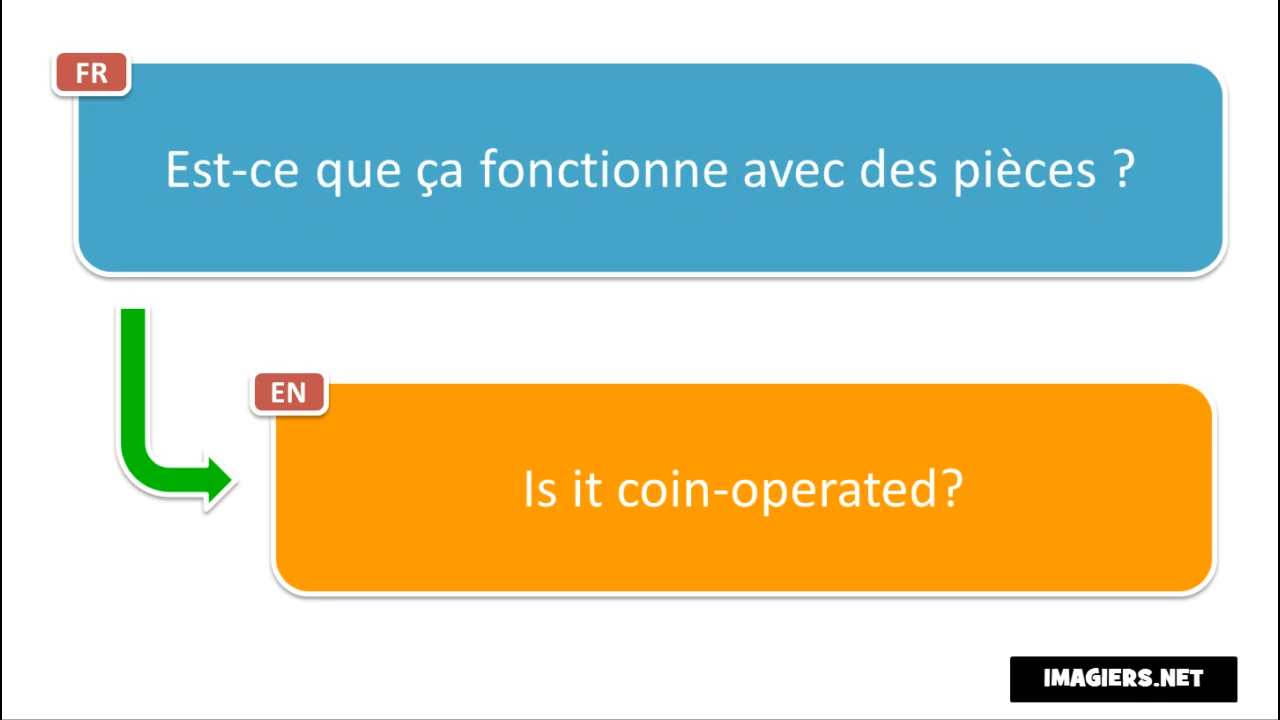 FR
Est-ce que ça fonctionne avec des pièces ?
EN
Is it coin-operated?
IMAGIERS.NET